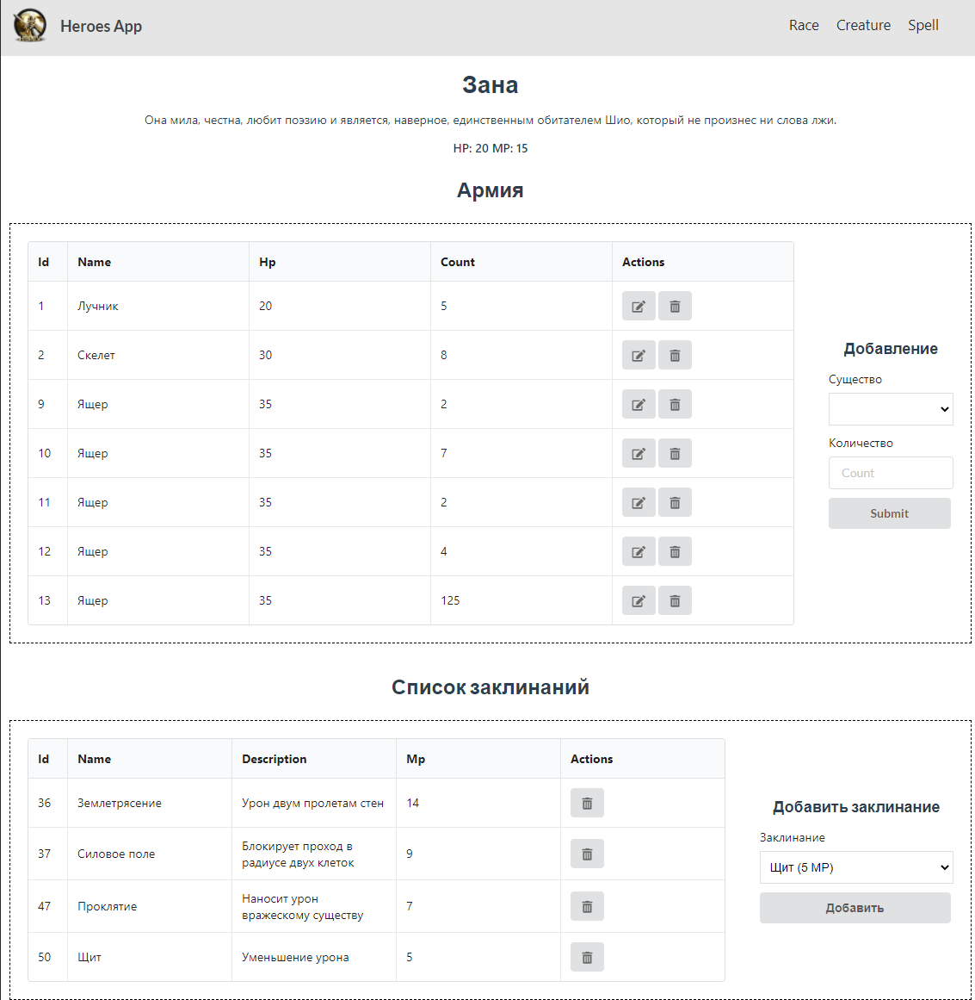 Heroes App
Race Creature Spell
Зана
Она мила, честна, любит поэзию и является, наверное, единственным обитателем Шио, который не произнес ни слова лжи.
HP: 20 MP: 15
Армия
Id Name Hp Count Actions
1 Лучник 20 5
2 Скелет 30 8
9 Ящер 35 2
10 Ящер 35 7
11 Ящер 35 2
12 Ящер 35 4
13 Ящер 35 125
Добавление
Существо
Количество
Count
Submit
Список заклинаний
Id Name Description Mp Actions
36 Землетрясение Урон двум пролетам стен 14
37 Силовое поле Блокирует проход в
радиусе двух клеток 9
47 Проклятие Наносит урон
вражескому существу 7
50 Щит Уменьшение урона 5
Добавить заклинание
Заклинание
Щит (5 MP)
Добавить